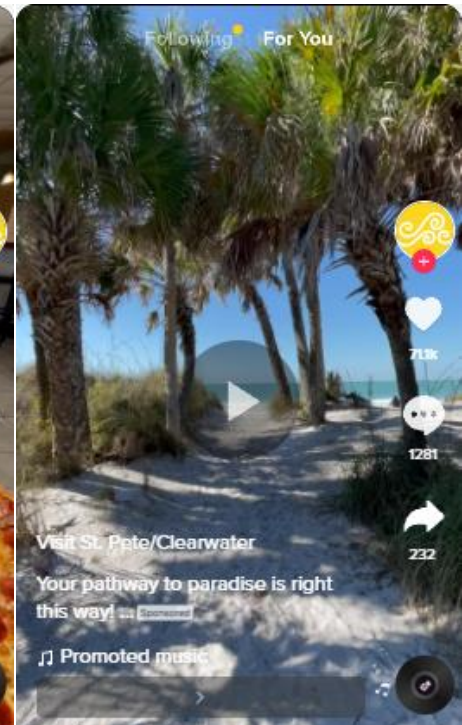 Following For You
71.1k
1281
232
Visit St. Pete/Clearwater
Your pathway to paradise is right
this way! ... Sponsored
Promoted music